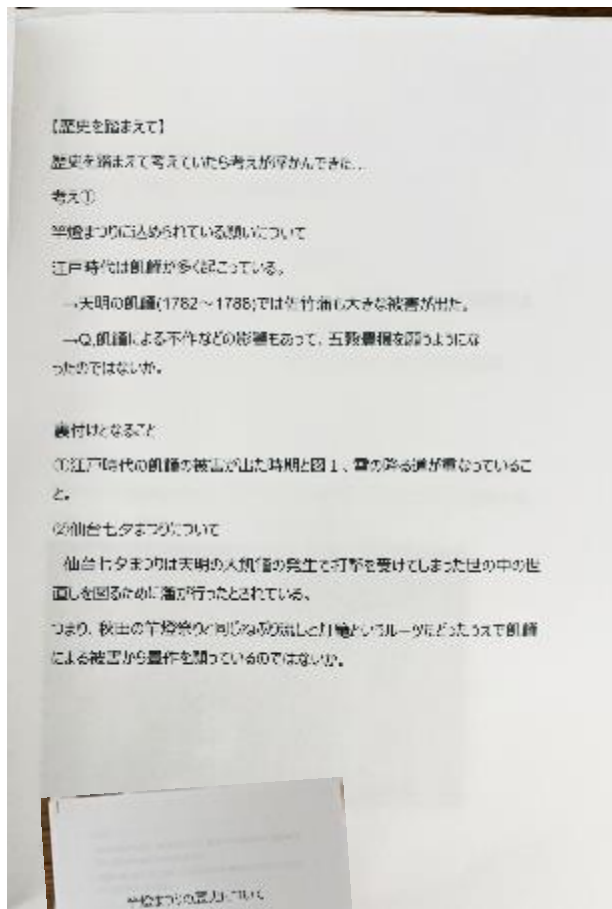 【歴史を踏まえて】
歴史を踏まえて考えていたら考えが浮かんできた…
考え①
竿燈まつりに込められている願いについて
江戸時代は飢饉が多く起こっている。
→天明の飢饉(1782～1788)では佐竹藩も大きな被害が出た。
→Q,飢饉による不作などの影響もあって、五穀豊穣を願うようにな
ったのではないか。
裏付けとなること
①江戸時代の飢饉の被害が出た時期と図1、雪の降る道が重なっているこ
と。
②仙台七夕まつりについて
仙台七夕まつりは天明の大飢饉の発生で打撃を受けてしまった世の中の世
直しを図るために藩が行ったとされている。
つまり、秋田の竿燈祭りと同じねぶり流しと灯籠というルーツをたどったうえで飢饉
による被害から豊作を願っているのではないか。
竿燈まつりの
について